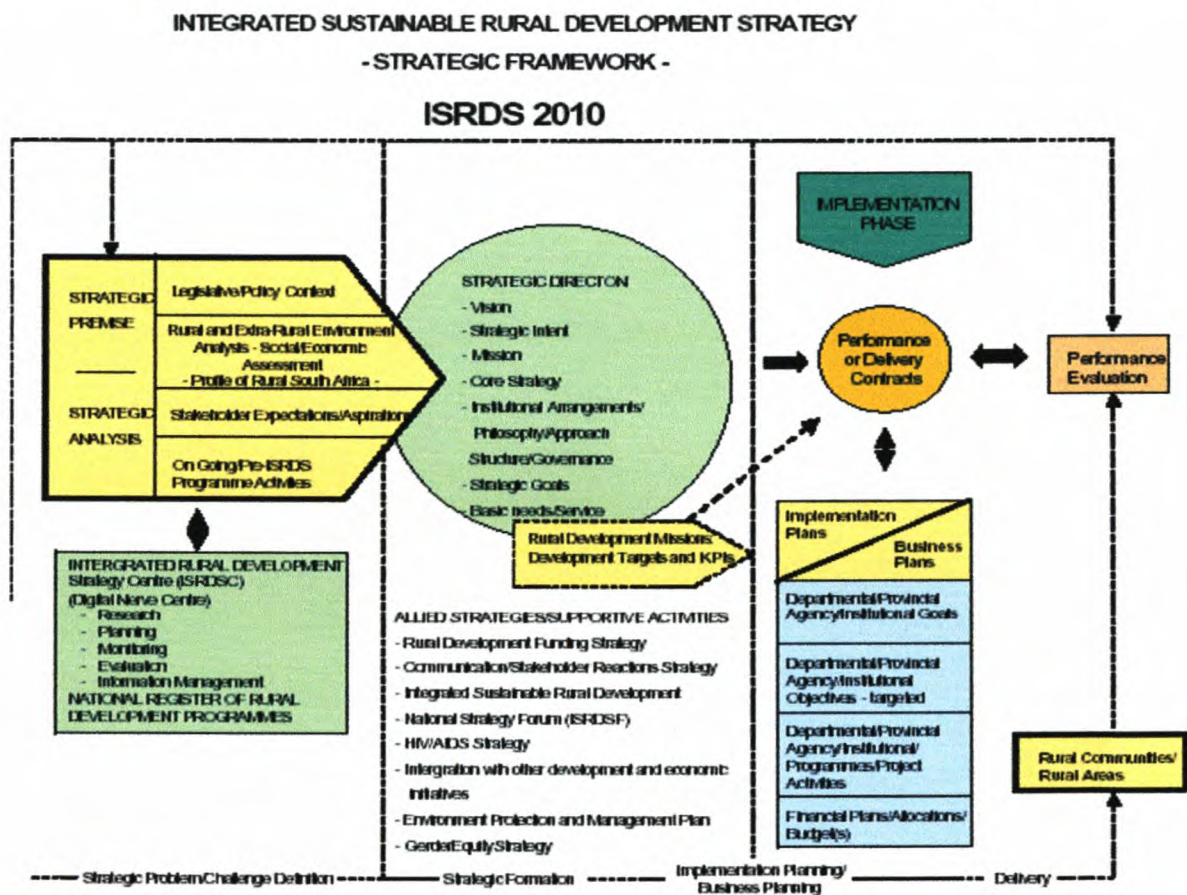 INTEGRATED SUSTAINABLE RURAL DEVELOPMENT STRATEGY
- STRATEGIC FRAMEWORK -
ISRDS 2010
STRATEGIC
PREMISE
STRATEGIC
ANALYSIS
Legislative/Policy Context
Rural and Extra-Rural Environment
Analysis - Social/Economic
Assessment
- Profile of Rural South Africa -
Stakeholder Expectations/Aspirations
On Going/Pre-ISRDS
Programme Activities
INTERGRATED RURAL DEVELOPMENT
Strategy Centre (ISRDSC)
(Digital Nerve Centre)
- Research
- Planning
- Monitoring
- Evaluation
- Information Management
NATIONAL REGISTER OF RURAL
DEVELOPMENT PROGRAMMES
STRATEGIC DIRECTON
- Vision
- Strategic Intent
- Mission
- Core Strategy
- Institutional Arrangements/
Philosophy/Approach
Structure/Governance
- Strategic Goals
- Basic needs/Service
Rural Development Missions:
Development Targets and KPIs
ALLIED STRATEGIES/SUPPORTIVE ACTIVITIES
- Rural Development Funding Strategy
- Communication/Stakeholder Reactions Strategy
- Integrated Sustainable Rural Development
- National Strategy Forum (ISRDSF)
- HIV/AIDS Strategy
- Intergration with other development and economic
initiatives
- Environment Protection and Management Plan
- GenderEquityStrategy
IMPLEMENTATION
PHASE
Performance
or Delivery
Contracts
Performance
Evaluation
Implementation
Plans
Business
Plans
Departmental/Provincial
Agency/Institutional Goals
Departmental/Provincial
Agency/Institutional
Objectives - targeted
Departmental/Provincial
Agency/Institutional/
Programmes/Project
Activities
Financial Plans/Allocations/
Budget(s)
Rural Communities/
Rural Areas
Strategic Problem/Challenge Definition
Strategic Formation
Implementation Planning/
Business Planning
Delivery